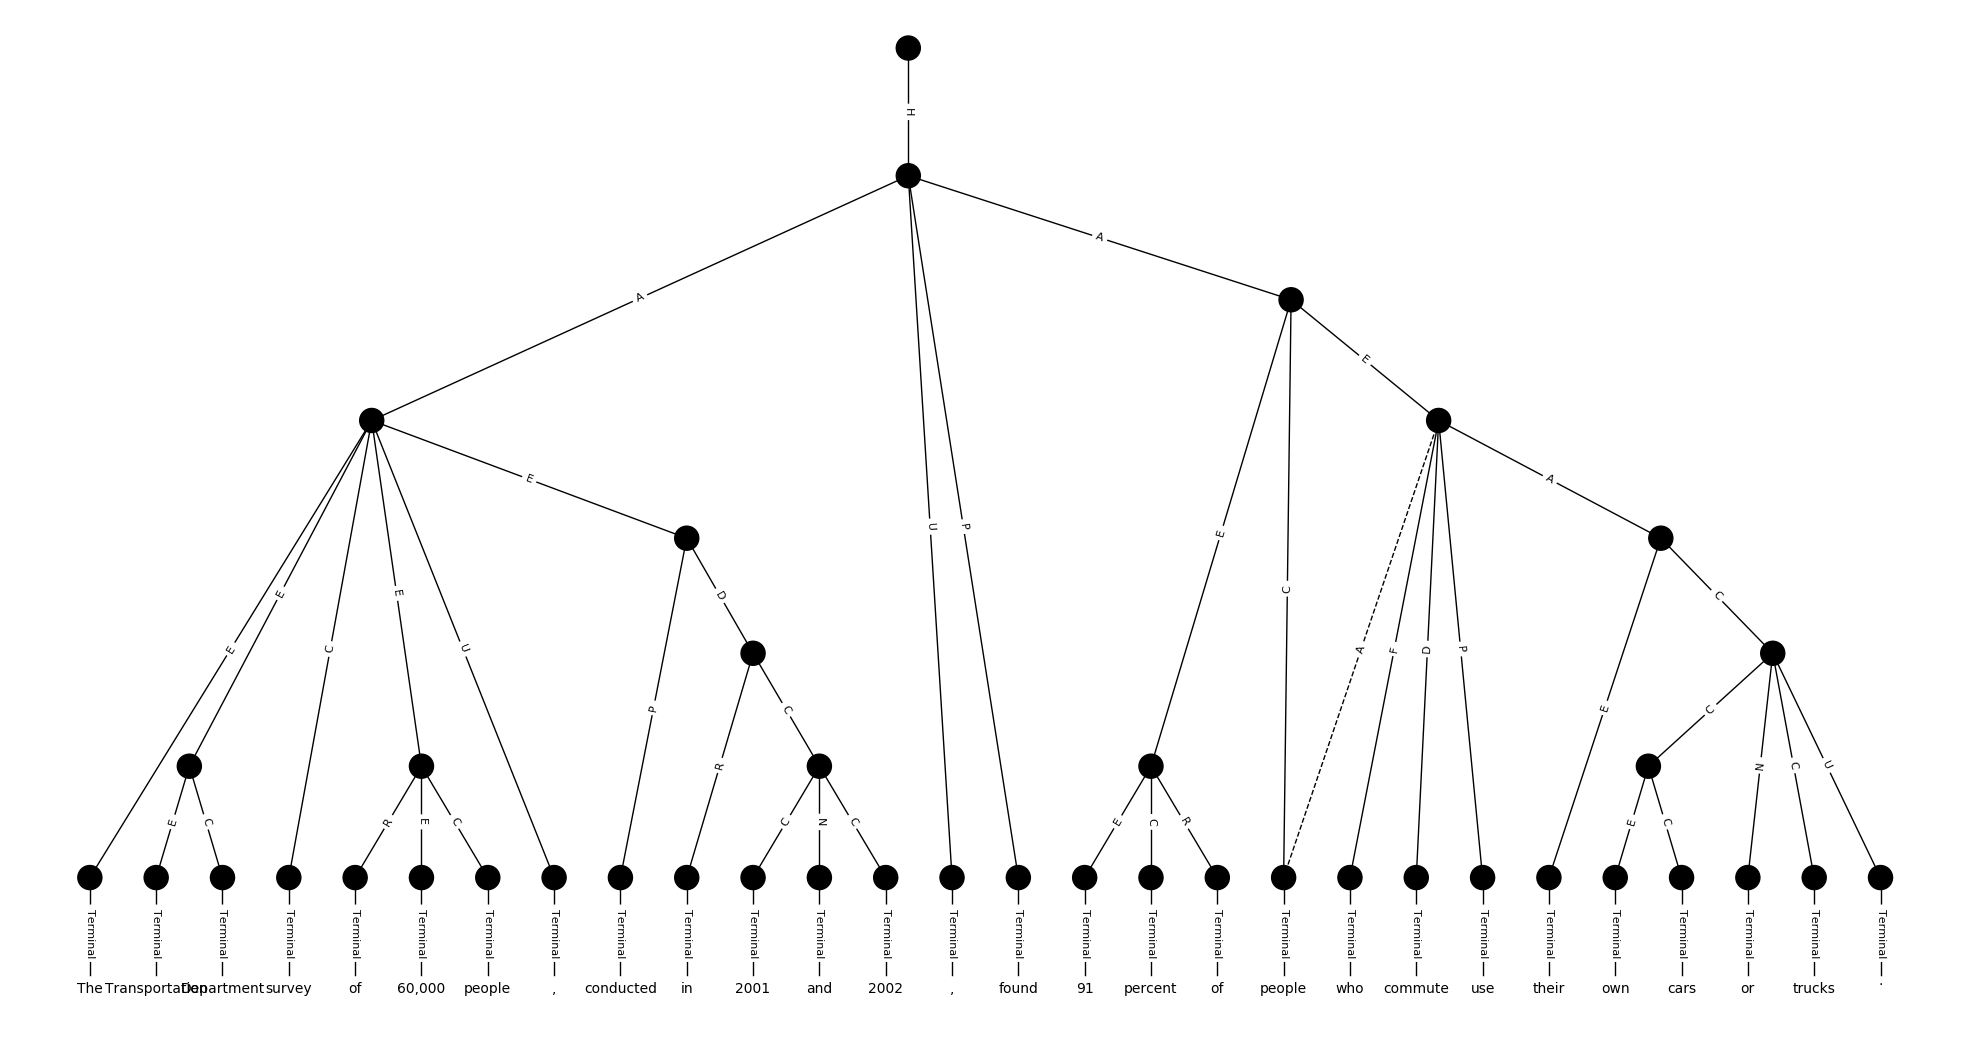 H
A
A
E
E
E
A
U
P
E
E
E
C
E
U
D
C
C
A
F
D
P
P
R
C
E
C
N
C
U
E
C
R
E
C
C
N
C
E
C
R
E
C
Terminal Terminal Terminal Terminal Terminal Terminal Terminal Terminal Terminal Terminal Terminal Terminal Terminal Terminal Terminal Terminal Terminal Terminal Terminal Terminal Terminal Terminal Terminal Terminal Terminal Terminal Terminal Terminal
The Transportation Department survey of 60,000 people , conducted in 2001 and 2002 , found 91 percent of people who commute use their own cars or trucks .